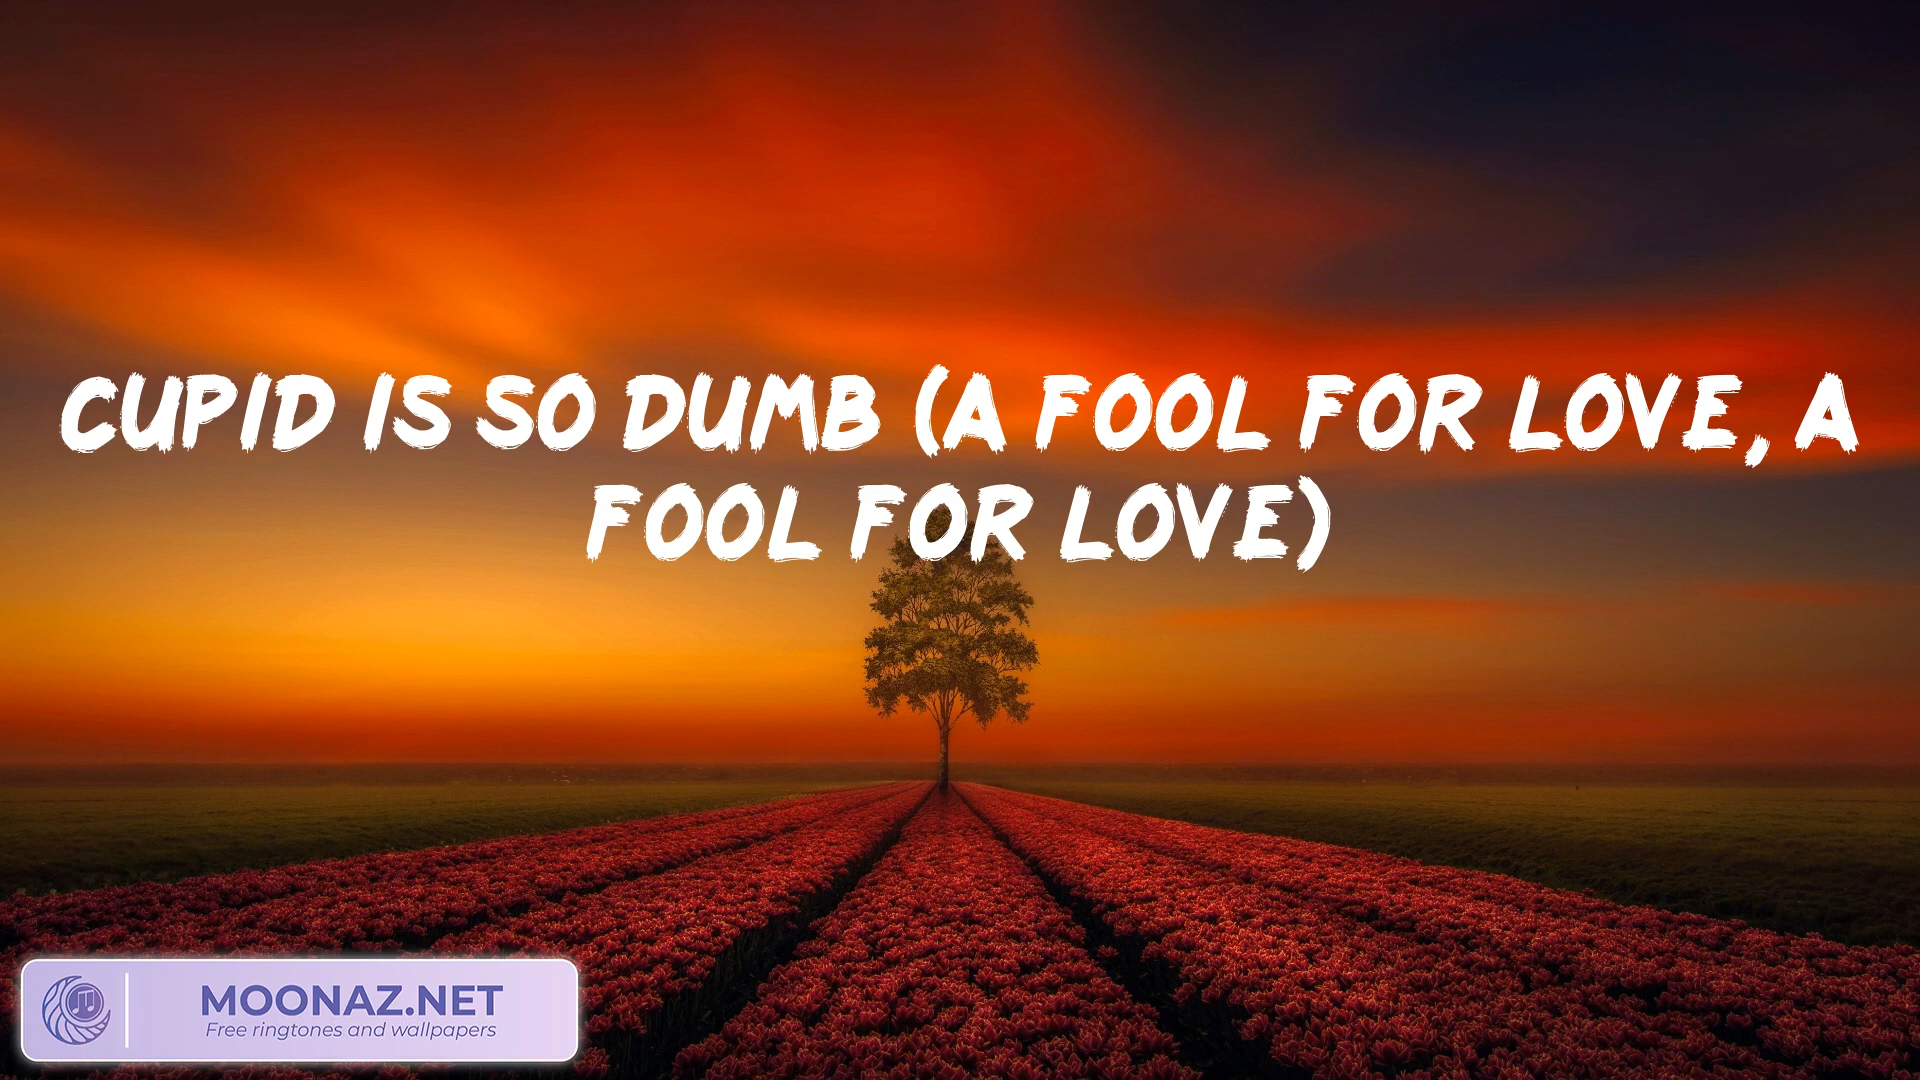 CUPID IS SO DUMB (A FOOL FOR LOVE, A
FOOL FOR LOVE)
MOONAZ.NET
Free ringtones and wallpapers